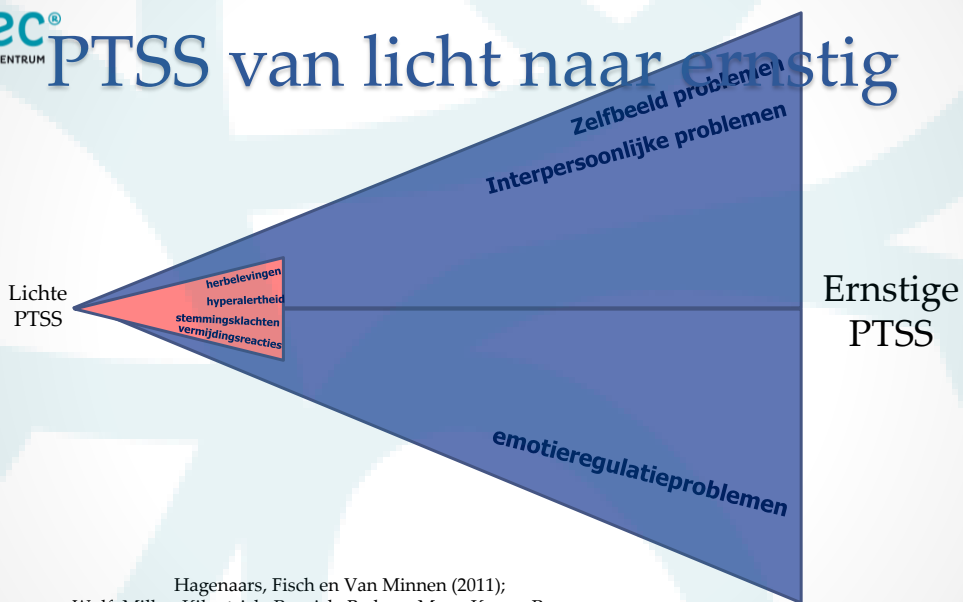 PTSS van licht naar ernstig
ENTRUM
Zelfbeeld problemen
Interpersoonlijke problemen
Lichte
PTSS
herbelevingen
hyperalertheid
stemmingsklachten
vermijdingsreacties
Ernstige
PTSS
emotieregulatieproblemen
Hagenaars, Fisch en Van Minnen (2011);